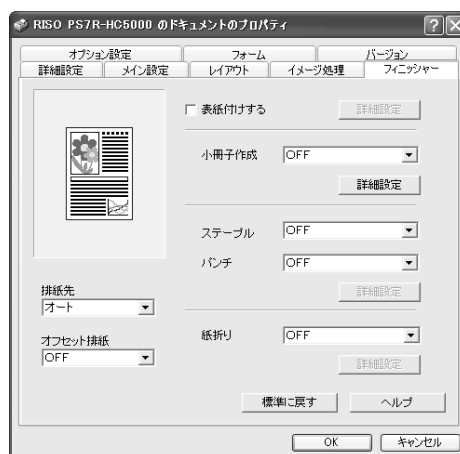 RISO PS7R-HC5000 のドキュメントのプロパティ
オプション設定 フォーム バージョン
詳細設定 メイン設定 レイアウト イメージ処理 フィニッシャー
表紙付けする 詳細設定
小冊子作成 OFF
詳細設定
ステープル OFF
パンチ OFF
詳細設定
排紙先
オート
オフセット排紙
OFF
紙折り OFF
詳細設定
標準に戻す ヘルプ
OK キャンセル